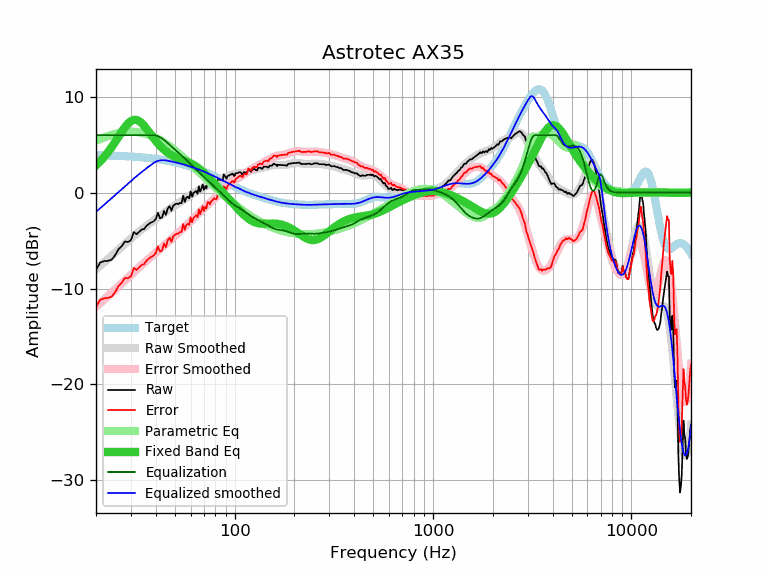 Astrotec AX35
10
0
−10
−20
−30
Amplitude (dBr)
Target
Raw Smoothed
Error Smoothed
Raw
Error
Parametric Eq
Fixed Band Eq
Equalization
Equalized smoothed
100 1000 10000
Frequency (Hz)